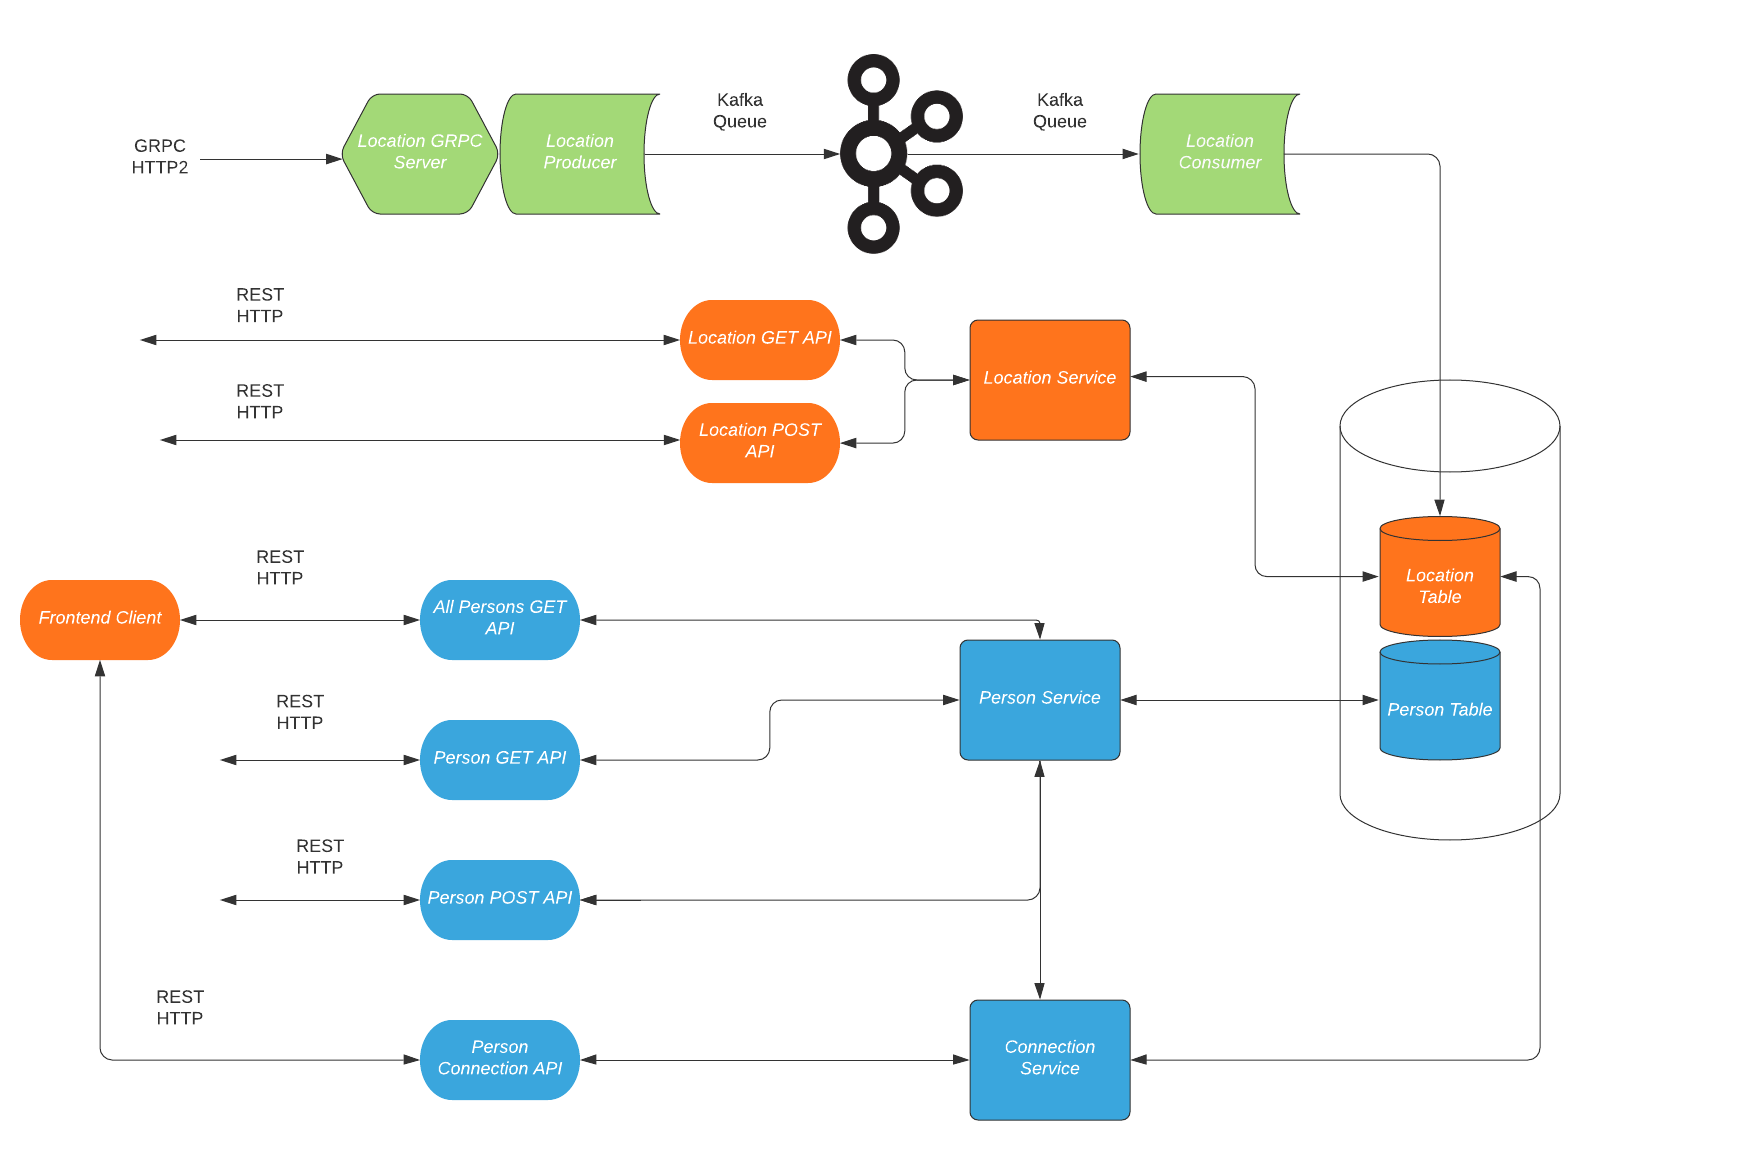 GRPC
HTTP2
Location GRPC
Server
Location
Producer
Kafka
Queue
Kafka
Queue
Location
Consumer
REST
HTTP
Location GET API
REST
HTTP
Location POST
API
Location Service
Location
Table
Person Table
Frontend Client
REST
HTTP
All Persons GET
API
Person Service
REST
HTTP
Person GET API
REST
HTTP
Person POST API
REST
HTTP
Person
Connection API
Connection
Service